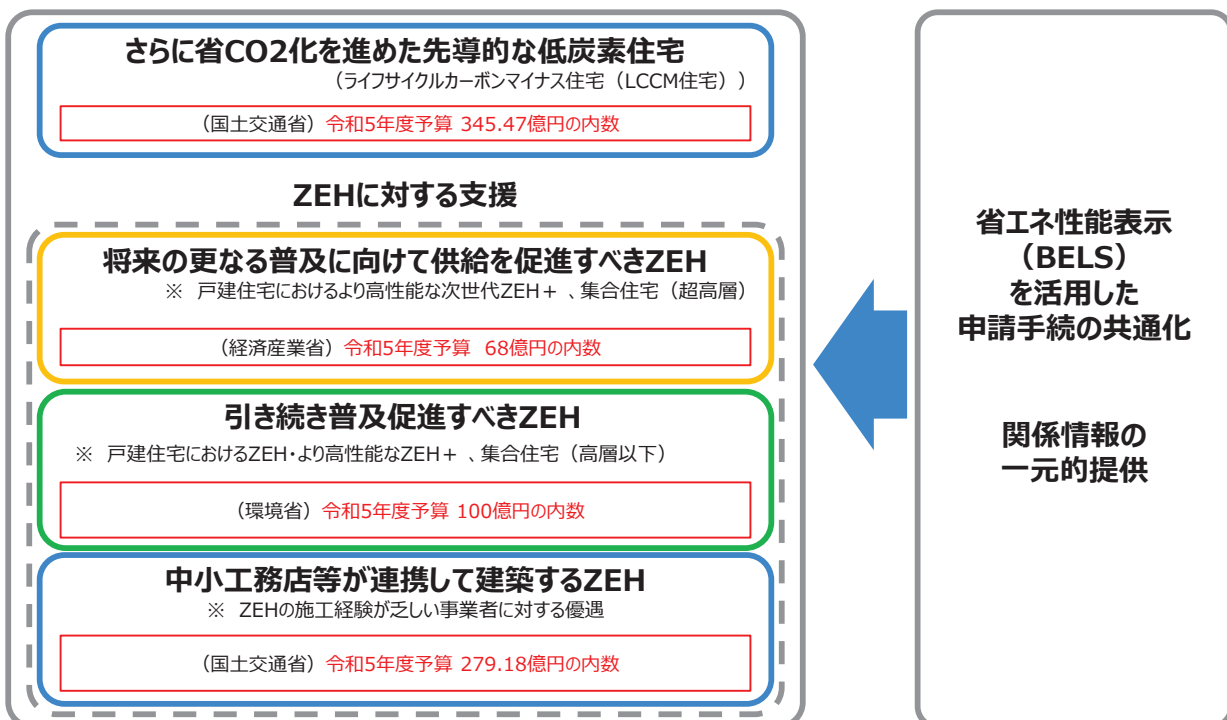 さらに省CO2化を進めた先導的な低炭素住宅
（ライフサイクルカーボンマイナス住宅（LCCM住宅））
（国土交通省）令和5年度予算 345.47億円の内数
ZEHに対する支援
将来の更なる普及に向けて供給を促進すべきZEH
※ 戸建住宅におけるより高性能な次世代ZEH＋ 、集合住宅（超高層）
（経済産業省）令和5年度予算 68億円の内数
引き続き普及促進すべきZEH
※ 戸建住宅におけるZEH・より高性能なZEH＋ 、集合住宅（高層以下）
（環境省）令和5年度予算 100億円の内数
中小工務店等が連携して建築するZEH
※ ZEHの施工経験が乏しい事業者に対する優遇
（国土交通省）令和5年度予算 279.18億円の内数
省エネ性能表示
（BELS）
を活用した
申請手続の共通化
関係情報の
一元的提供